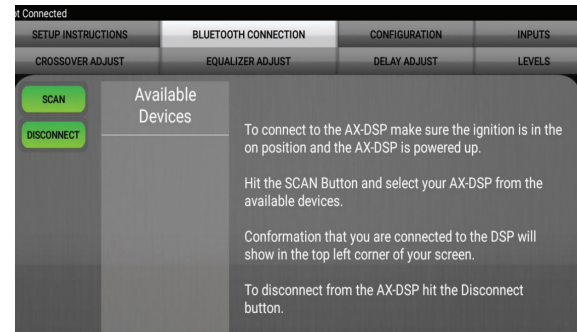 ot Connected
SETUP INSTRUCTIONS BLUETOOTH CONNECTION CONFIGURATION INPUTS
CROSSOVER ADJUST EQUALIZER ADJUST DELAY ADJUST LEVELS
SCAN
DISCONNECT
Available
Devices
To connect to the AX-DSP make sure the ignition is in the
on position and the AX-DSP is powered up.
Hit the SCAN Button and select your AX-DSP from the
available devices.
Conformation that you are connected to the DSP will
show in the top left corner of your screen.
To disconnect from the AX-DSP hit the Disconnect
button.